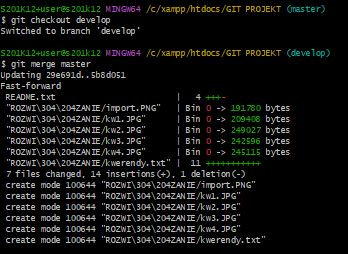 S201K12+user@s201k12 MINGW64 /c/xampp/htdocs/GIT PROJEKT (master)
$ git checkout develop
Switched to branch 'develop'
S201K12+user@s201k12 MINGW64 /c/xampp/htdocs/GIT PROJEKT (develop)
$ git merge master
Updating 29e691d..5b8d051
Fast-forward
README.txt | 4 +++-
"ROZWI\304\204ZANIE/import.PNG" | Bin 0 -> 191780 bytes
"ROZWI\304\204ZANIE/kw1.JPG" | Bin 0 -> 209408 bytes
"ROZWI\304\204ZANIE/kw2.JPG" | Bin 0 -> 249027 bytes
"ROZWI\304\204ZANIE/kw3.JPG" | Bin 0 -> 242596 bytes
"ROZWI\304\204ZANIE/kw4.JPG" | Bin 0 -> 245115 bytes
"ROZWI\304\204ZANIE/kwerendy.txt" | 11 +++++++++++
7 files changed, 14 insertions(+), 1 deletion(-)
create mode 100644 "ROZWI\304\204ZANIE/import.PNG"
create mode 100644 "ROZWI\304\204ZANIE/kw1.JPG"
create mode 100644 "ROZWI\304\204ZANIE/kw2.JPG"
create mode 100644 "ROZWI\304\204ZANIE/kw3.JPG"
create mode 100644 "ROZWI\304\204ZANIE/kw4.JPG"
create mode 100644 "ROZWI\304\204ZANIE/kwerendy.txt"